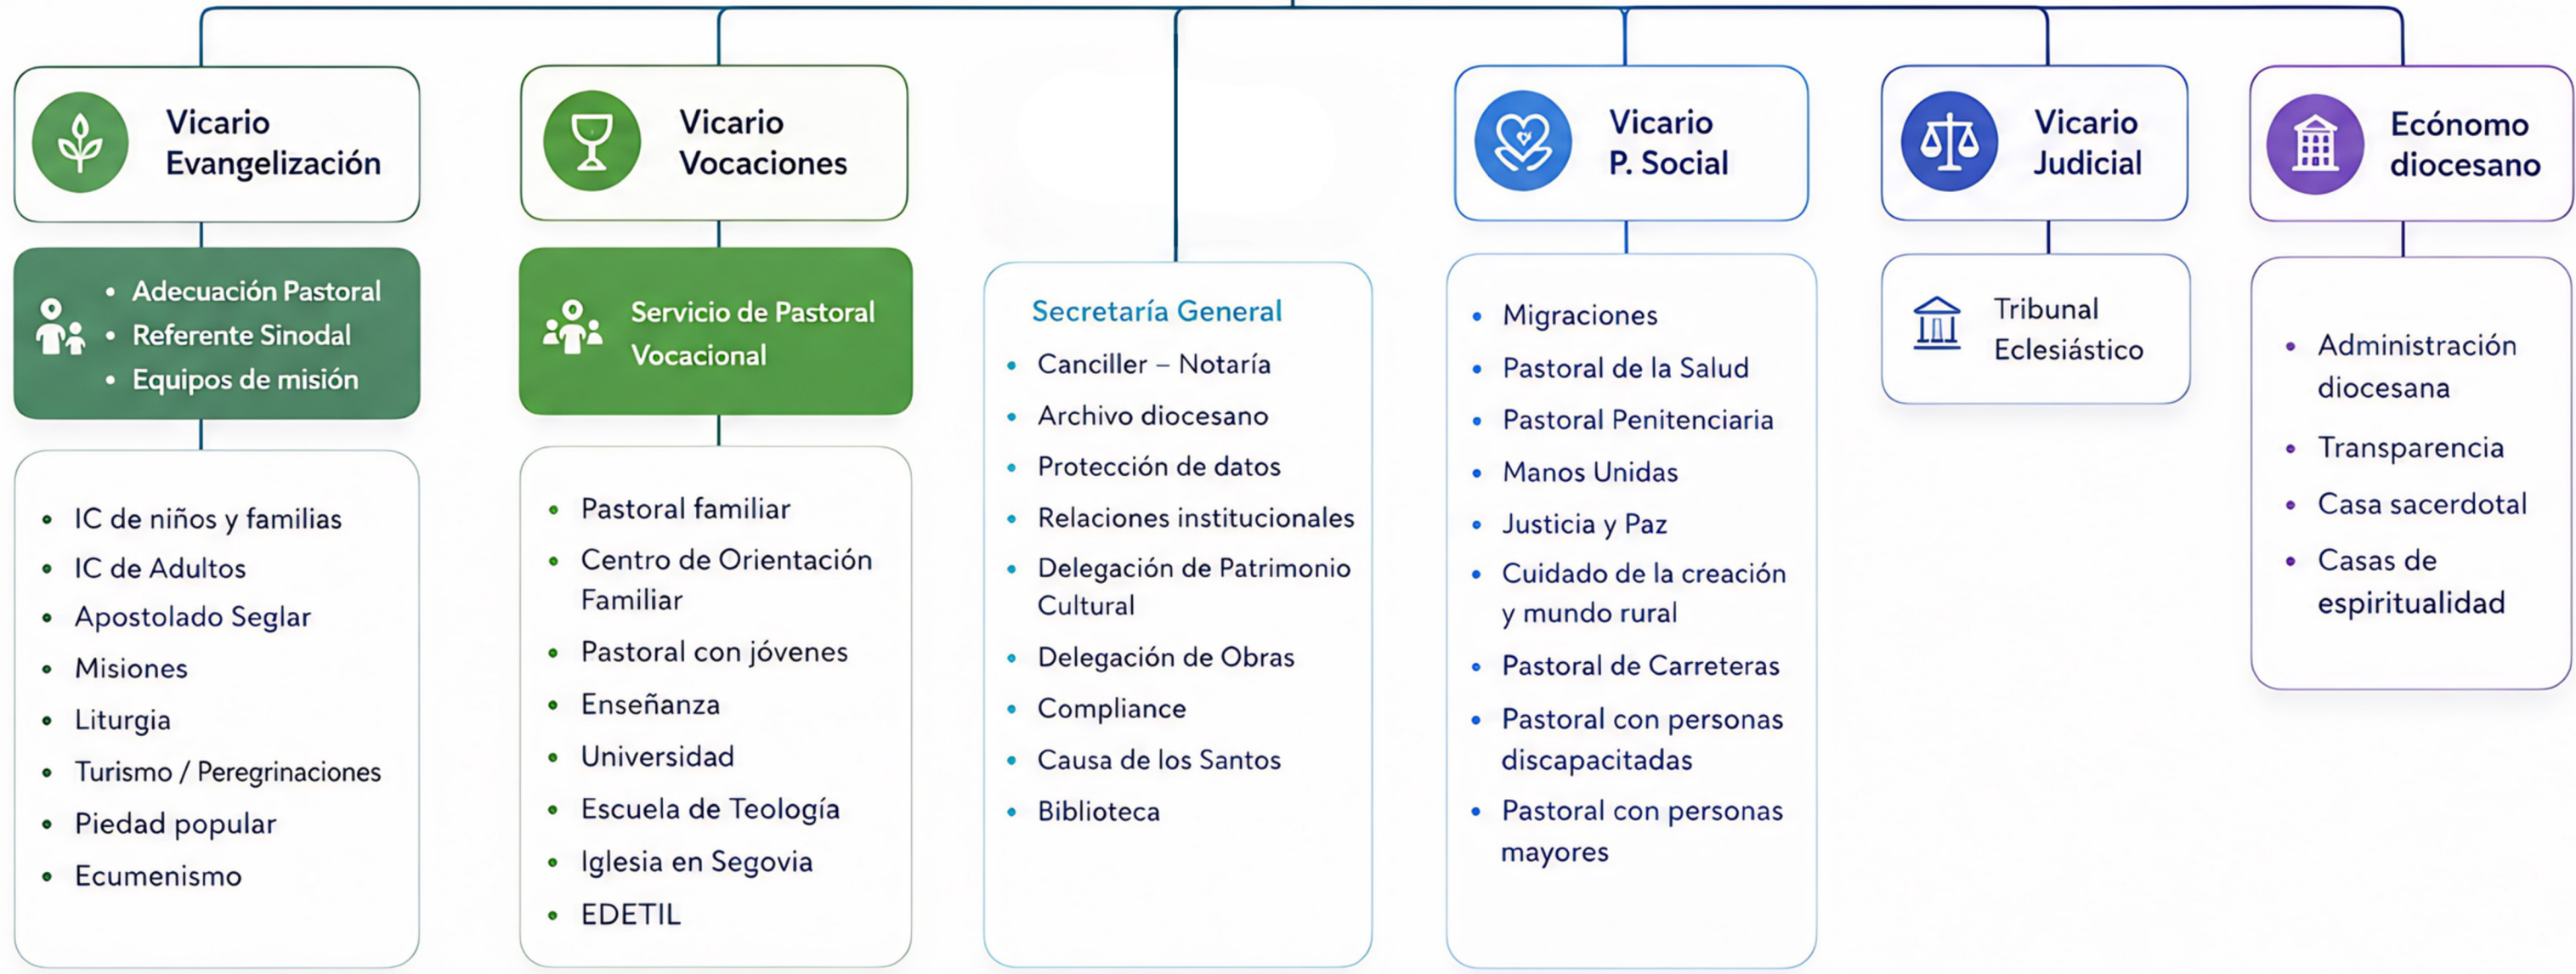 Vicario
Evangelización
• Adecuación Pastoral
• Referente Sinodal
• Equipos de misión
• IC de niños y familias
• IC de Adultos
• Apostolado Seglar
• Misiones
• Liturgia
• Turismo / Peregrinaciones
• Piedad popular
• Ecumenismo
Vicario
Vocaciones
Servicio de Pastoral
Vocacional
• Pastoral familiar
• Centro de Orientación
Familiar
• Pastoral con jóvenes
• Enseñanza
• Universidad
• Escuela de Teología
• Iglesia en Segovia
• EDETIL
Secretaría General
• Canciller – Notaría
• Archivo diocesano
• Protección de datos
• Relaciones institucionales
• Delegación de Patrimonio
Cultural
• Delegación de Obras
• Compliance
• Causa de los Santos
• Biblioteca
Vicario
P. Social
• Migraciones
• Pastoral de la Salud
• Pastoral Penitenciaria
• Manos Unidas
• Justicia y Paz
• Cuidado de la creación
y mundo rural
• Pastoral de Carreteras
• Pastoral con personas
discapacitadas
• Pastoral con personas
mayores
Vicario
Judicial
Tribunal
Eclesiástico
Ecónomo
diocesano
• Administración
diocesana
• Transparencia
• Casa sacerdotal
• Casas de
espiritualidad